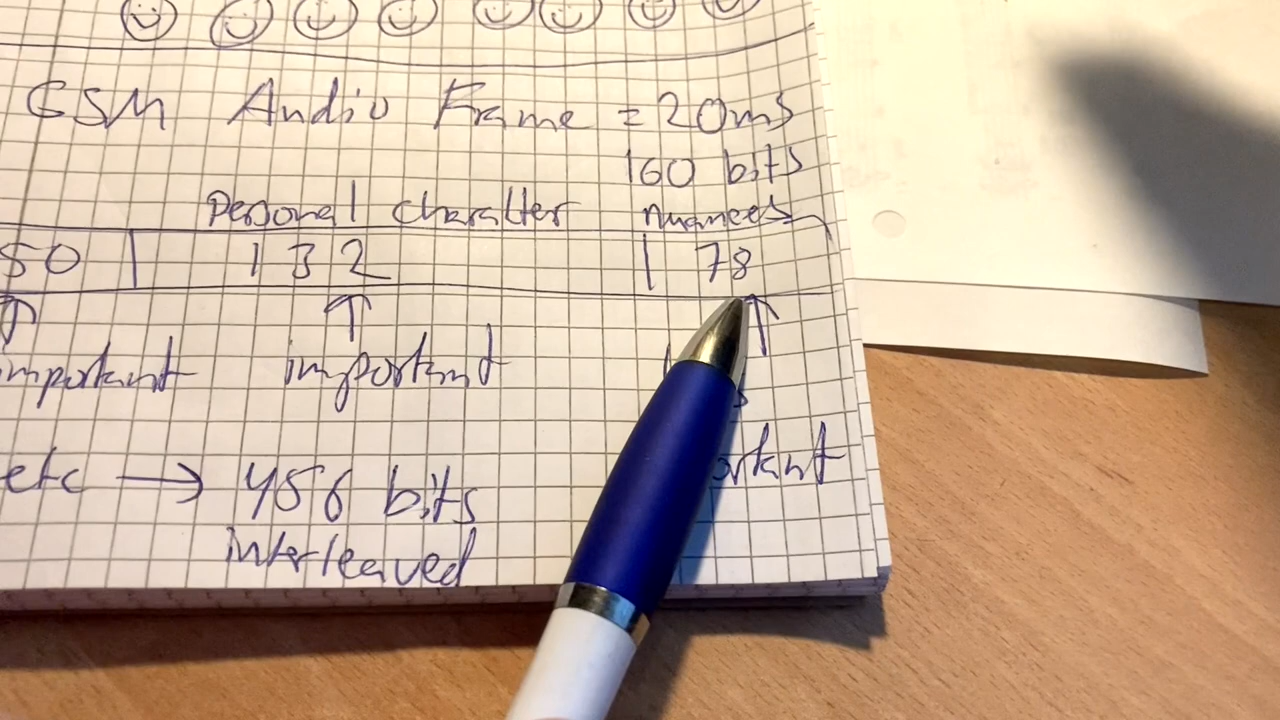 GSM Audio Frame = 20ms
160 bits
Personal character nuances
50 | 132 | 78
important important
etc → 456 bits
interleaved